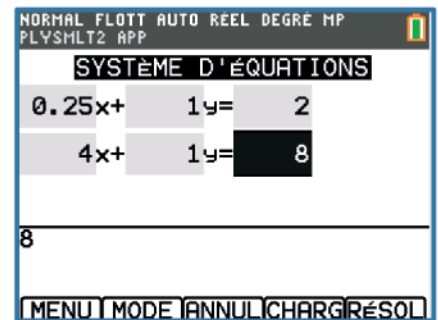 NORMAL FLOTT AUTO RÉEL DEGRÉ MP
PLYSMLT2 APP
SYSTÈME D'ÉQUATIONS
0.25x+ 1y= 2
4x+ 1y= 8
8
MENU MODE ANNUL CHARG RÉSOL